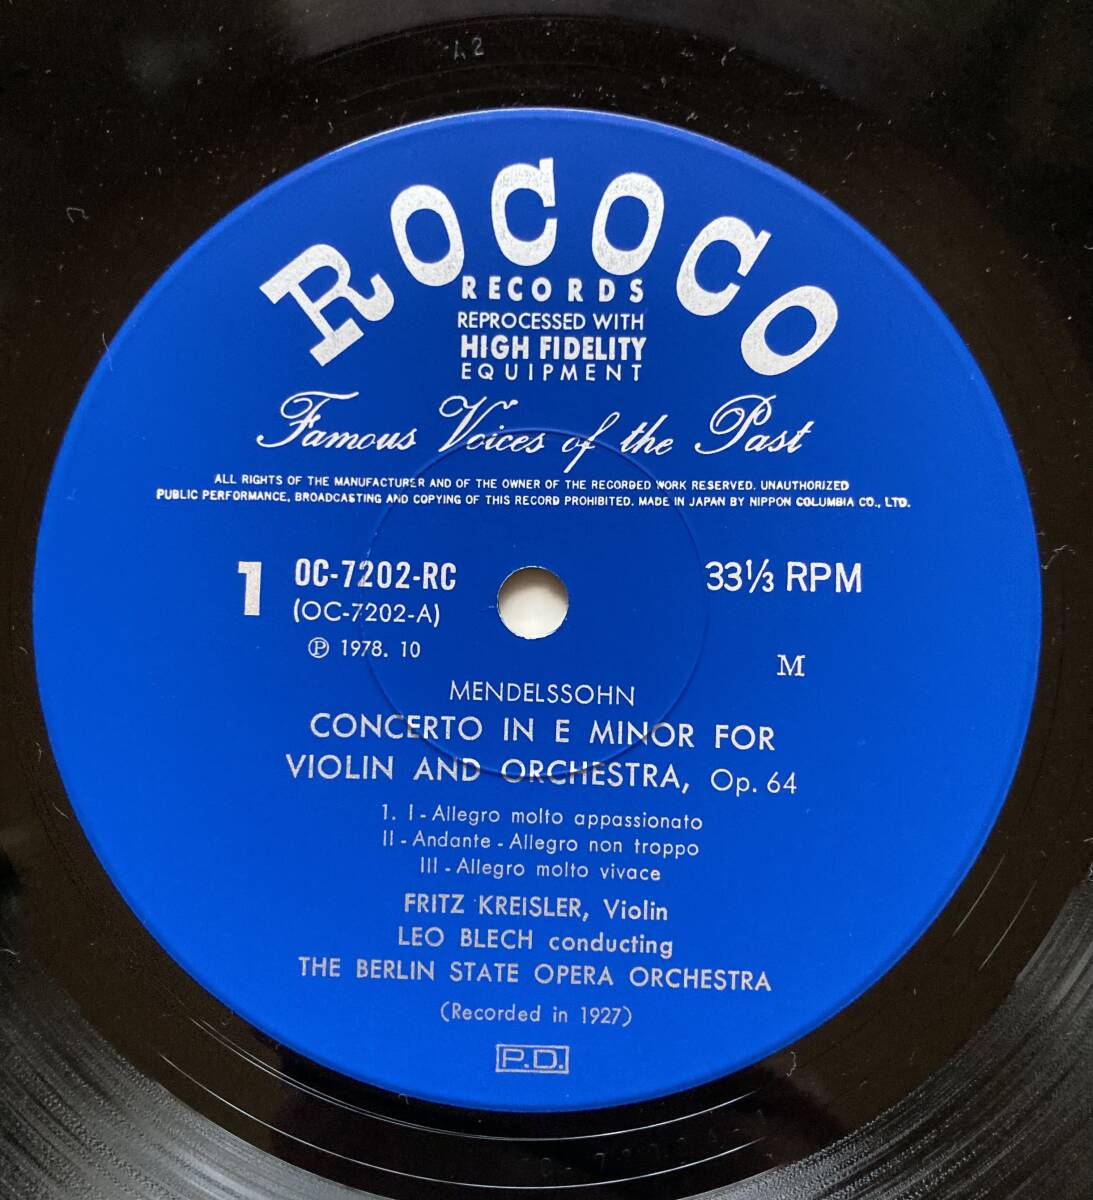 42
ROCOCO
RECORDS
REPROCESSED WITH
HIGH FIDELITY
EQUIPMENT
Famous Voices of the Past
ALL RIGHTS OF THE MANUFACTURER AND OF THE OWNER OF THE RECORDED WORK RESERVED. UNAUTHORIZED
PUBLIC PERFORMANCE, BROADCASTING AND COPYING OF THIS RECORD PROHIBITED. MADE IN JAPAN BY NIPPON COLUMBIA CO., LTD.
1 OC-7202-RC 33⅓ RPM
(OC-7202-A)
℗ 1978. 10
M
MENDELSSOHN
CONCERTO IN E MINOR FOR
VIOLIN AND ORCHESTRA, Op. 64
1. I - Allegro molto appassionato
II - Andante - Allegro non troppo
III - Allegro molto vivace
FRITZ KREISLER, Violin
LEO BLECH conducting
THE BERLIN STATE OPERA ORCHESTRA
(Recorded in 1927)
P.D.